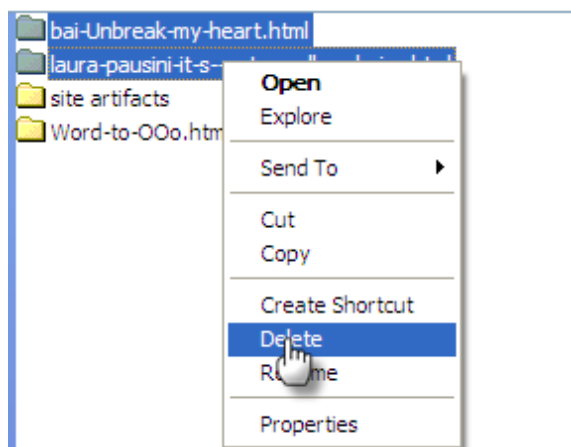 bai-Unbreak-my-heart.html
laura-pausini-it-s--
site artifacts
Word-to-OOo.htm
Open
Explore
Send To
Cut
Copy
Create Shortcut
Delete
Rename
Properties